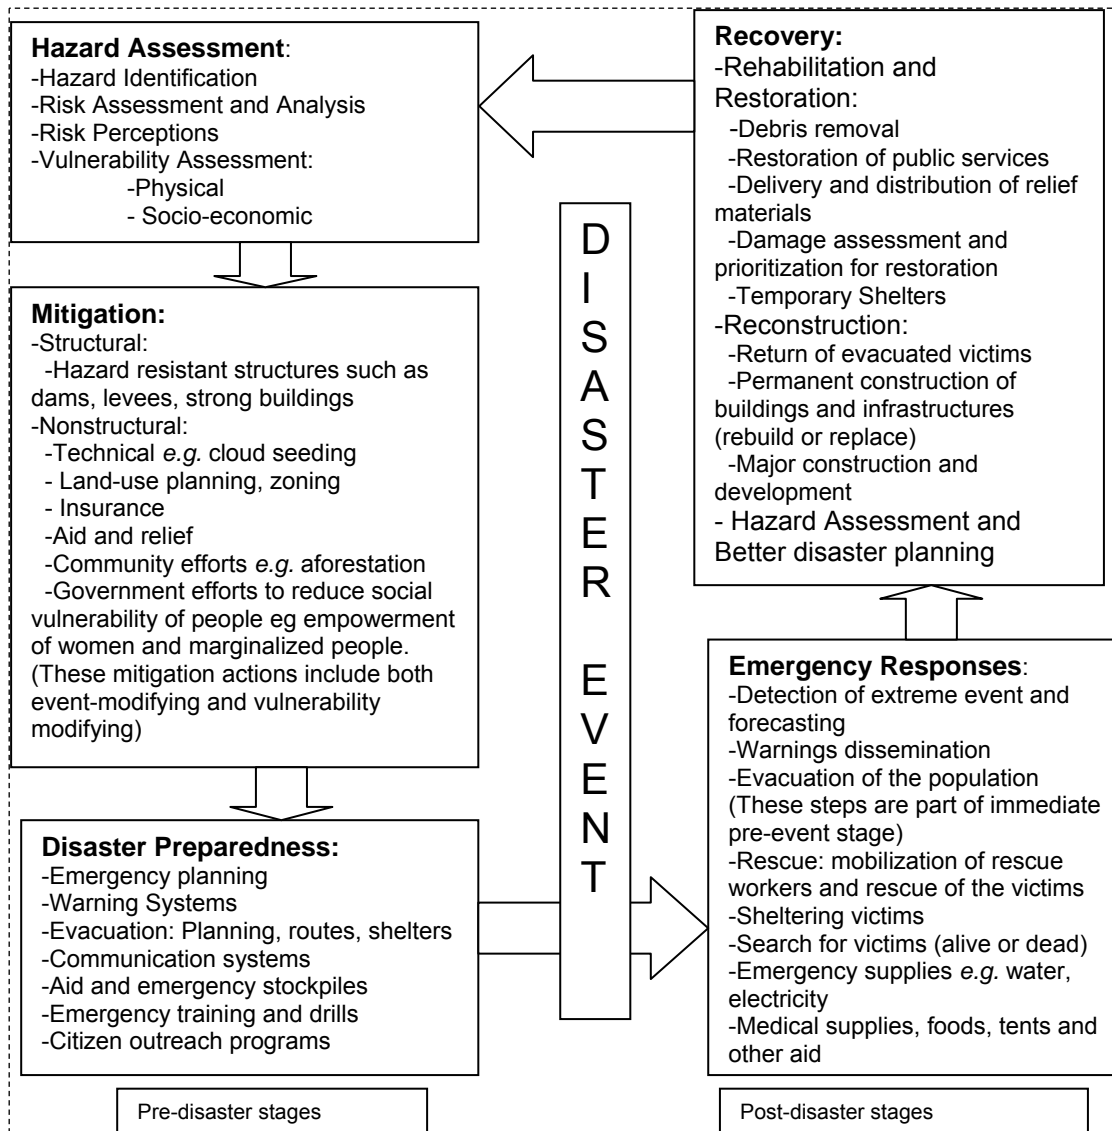 Hazard Assessment:
-Hazard Identification
-Risk Assessment and Analysis
-Risk Perceptions
-Vulnerability Assessment:
-Physical
- Socio-economic
Mitigation:
-Structural:
-Hazard resistant structures such as
dams, levees, strong buildings
-Nonstructural:
-Technical e.g. cloud seeding
- Land-use planning, zoning
- Insurance
-Aid and relief
-Community efforts e.g. aforestation
-Government efforts to reduce social
vulnerability of people eg empowerment
of women and marginalized people.
(These mitigation actions include both
event-modifying and vulnerability
modifying)
Disaster Preparedness:
-Emergency planning
-Warning Systems
-Evacuation: Planning, routes, shelters
-Communication systems
-Aid and emergency stockpiles
-Emergency training and drills
-Citizen outreach programs
Pre-disaster stages
DISASTER EVENT
Recovery:
-Rehabilitation and
Restoration:
-Debris removal
-Restoration of public services
-Delivery and distribution of relief
materials
-Damage assessment and
prioritization for restoration
-Temporary Shelters
-Reconstruction:
-Return of evacuated victims
-Permanent construction of
buildings and infrastructures
(rebuild or replace)
-Major construction and
development
- Hazard Assessment and
Better disaster planning
Emergency Responses:
-Detection of extreme event and
forecasting
-Warnings dissemination
-Evacuation of the population
(These steps are part of immediate
pre-event stage)
-Rescue: mobilization of rescue
workers and rescue of the victims
-Sheltering victims
-Search for victims (alive or dead)
-Emergency supplies e.g. water,
electricity
-Medical supplies, foods, tents and
other aid
Post-disaster stages